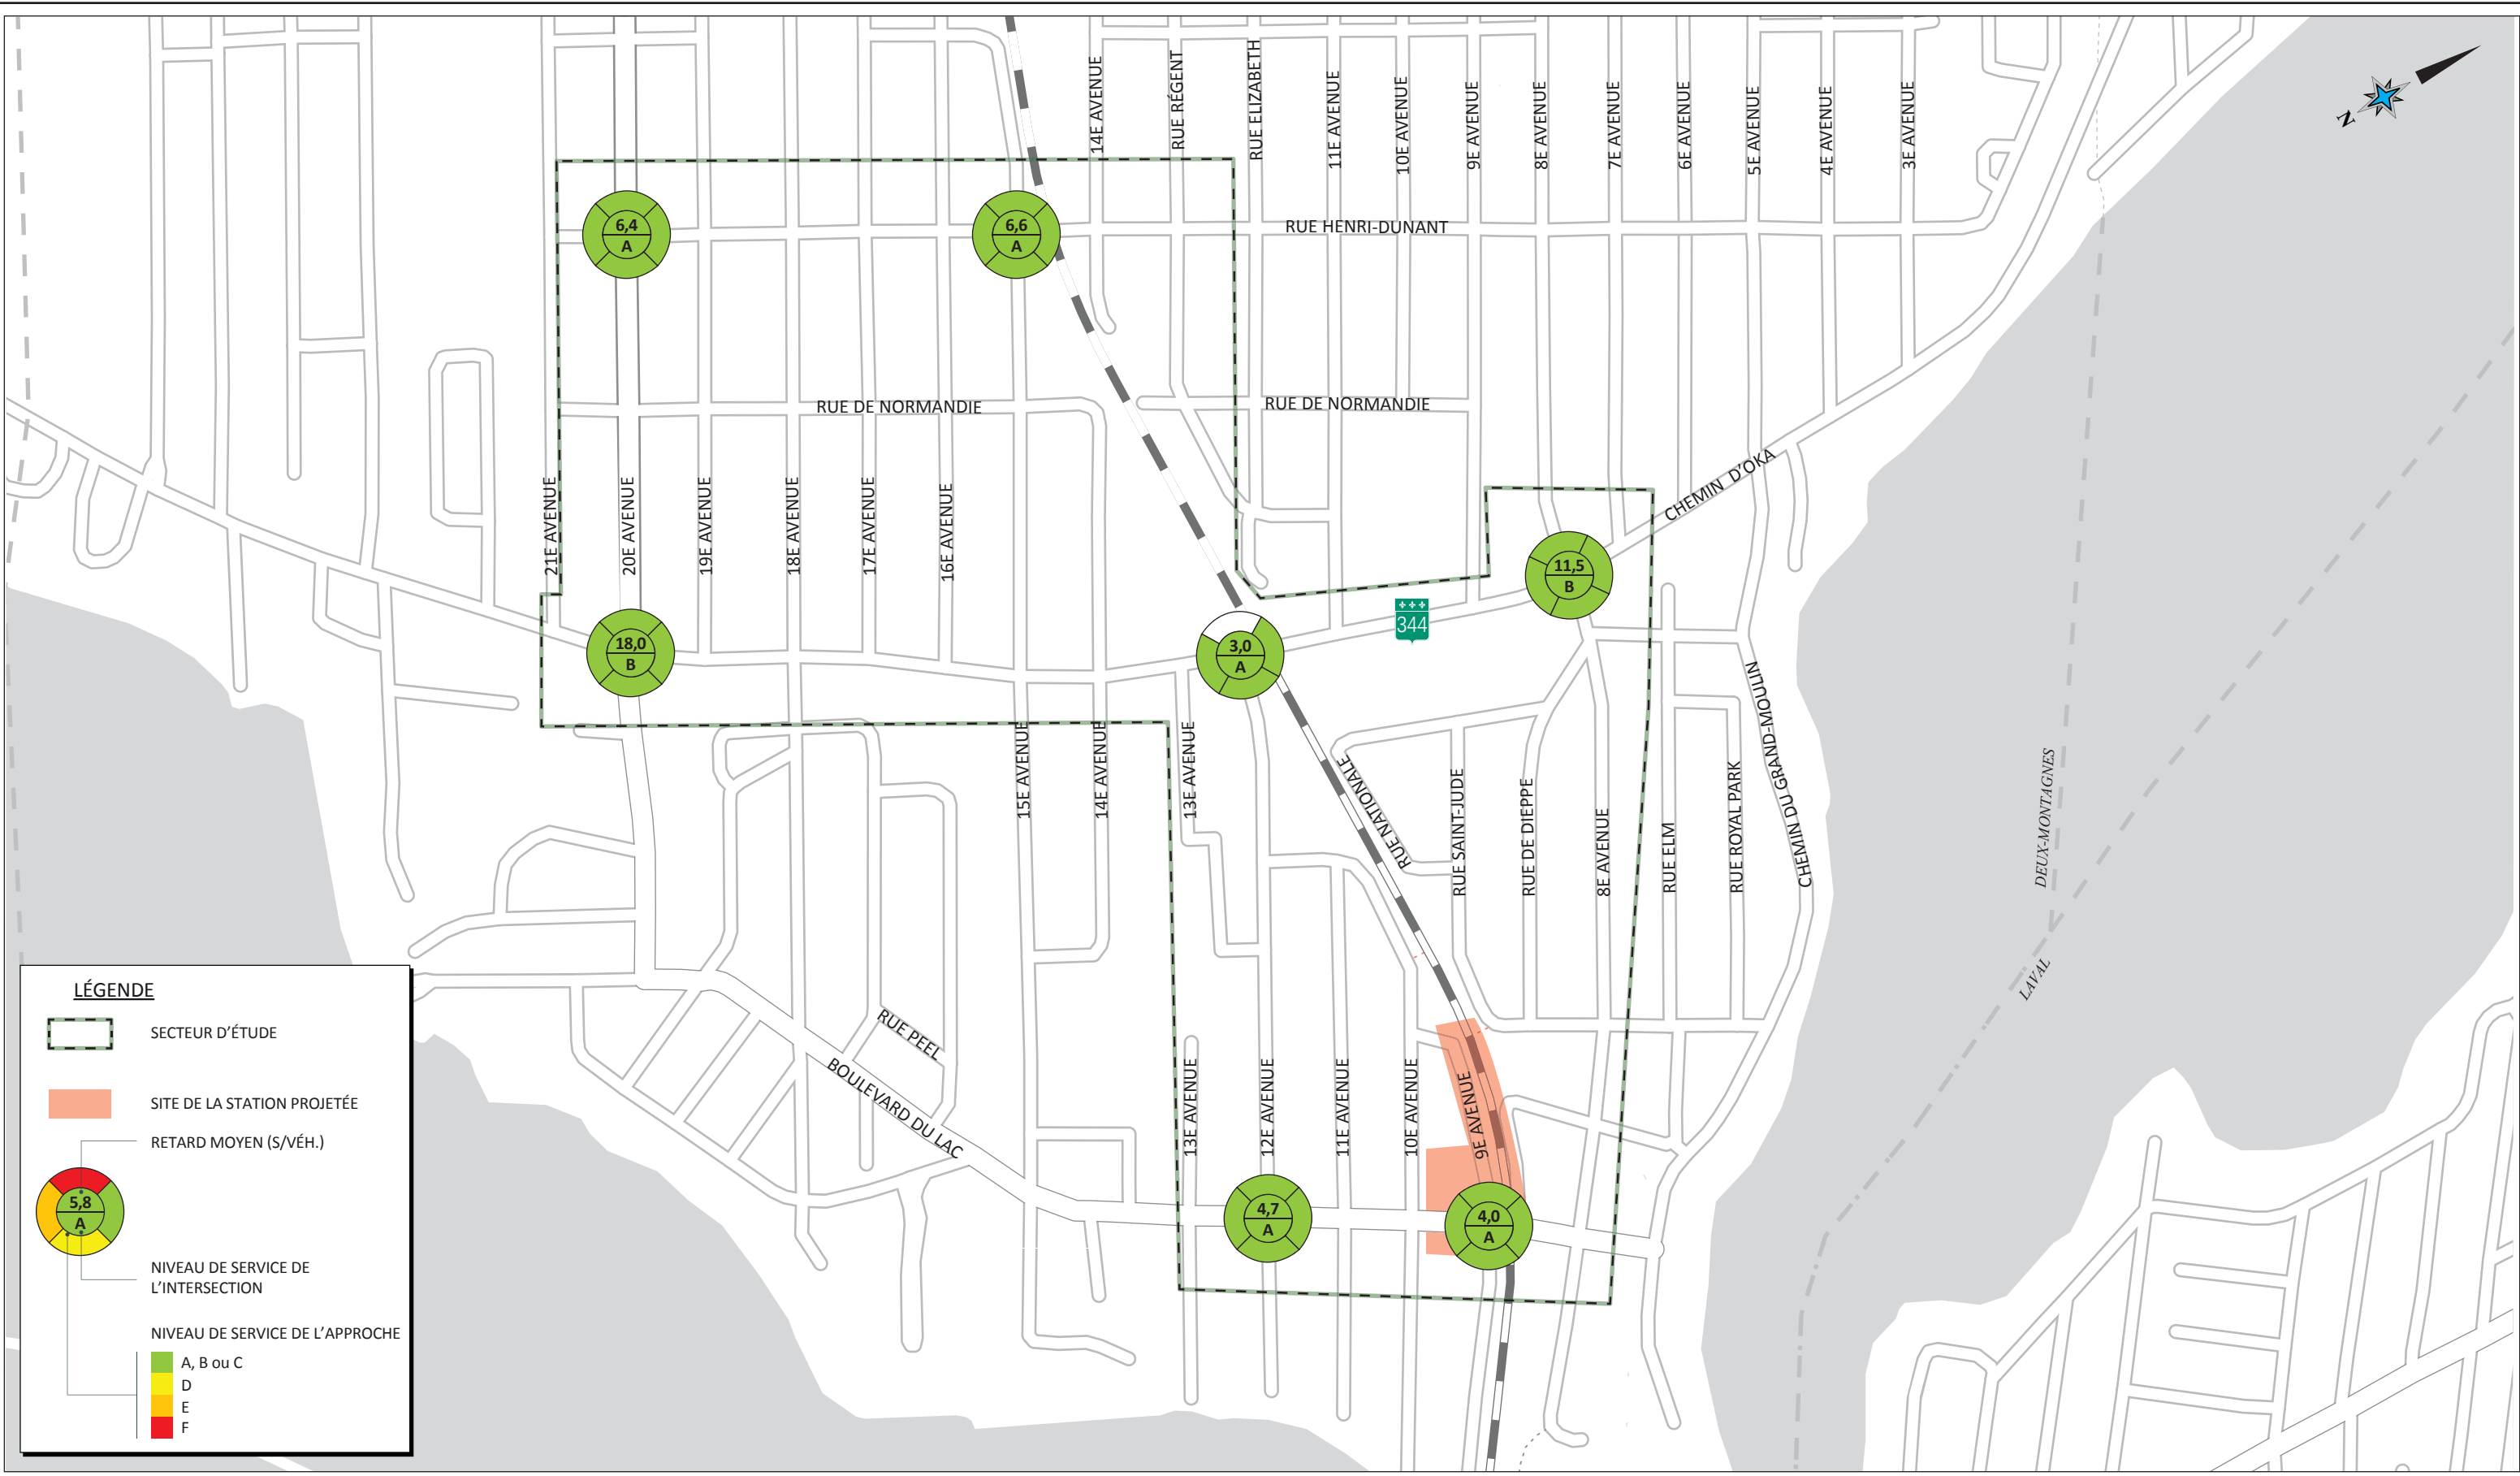 14E AVENUE
RUE RÉGENT
RUE ELIZABETH
11E AVENUE
10E AVENUE
9E AVENUE
8E AVENUE
7E AVENUE
6E AVENUE
5E AVENUE
4E AVENUE
3E AVENUE
N
6,4
A
6,6
A
RUE HENRI-DUNANT
RUE DE NORMANDIE
RUE DE NORMANDIE
21E AVENUE
20E AVENUE
19E AVENUE
18E AVENUE
17E AVENUE
16E AVENUE
CHEMIN D'OKA
11,5
B
344
18,0
B
3,0
A
15E AVENUE
14E AVENUE
13E AVENUE
RUE NATIONALE
RUE SAINT-JUDE
RUE DE DIEPPE
8E AVENUE
RUE ELM
RUE ROYAL PARK
CHEMIN DU GRAND-MOULIN
DEUX-MONTAGNES
LAVAL
RUE PEEL
BOULEVARD DU LAC
13E AVENUE
12E AVENUE
11E AVENUE
10E AVENUE
9E AVENUE
4,7
A
4,0
A
LÉGENDE
SECTEUR D'ÉTUDE
SITE DE LA STATION PROJETÉE
RETARD MOYEN (S/VÉH.)
5,8
A
NIVEAU DE SERVICE DE
L'INTERSECTION
NIVEAU DE SERVICE DE L'APPROCHE
A, B ou C
D
E
F